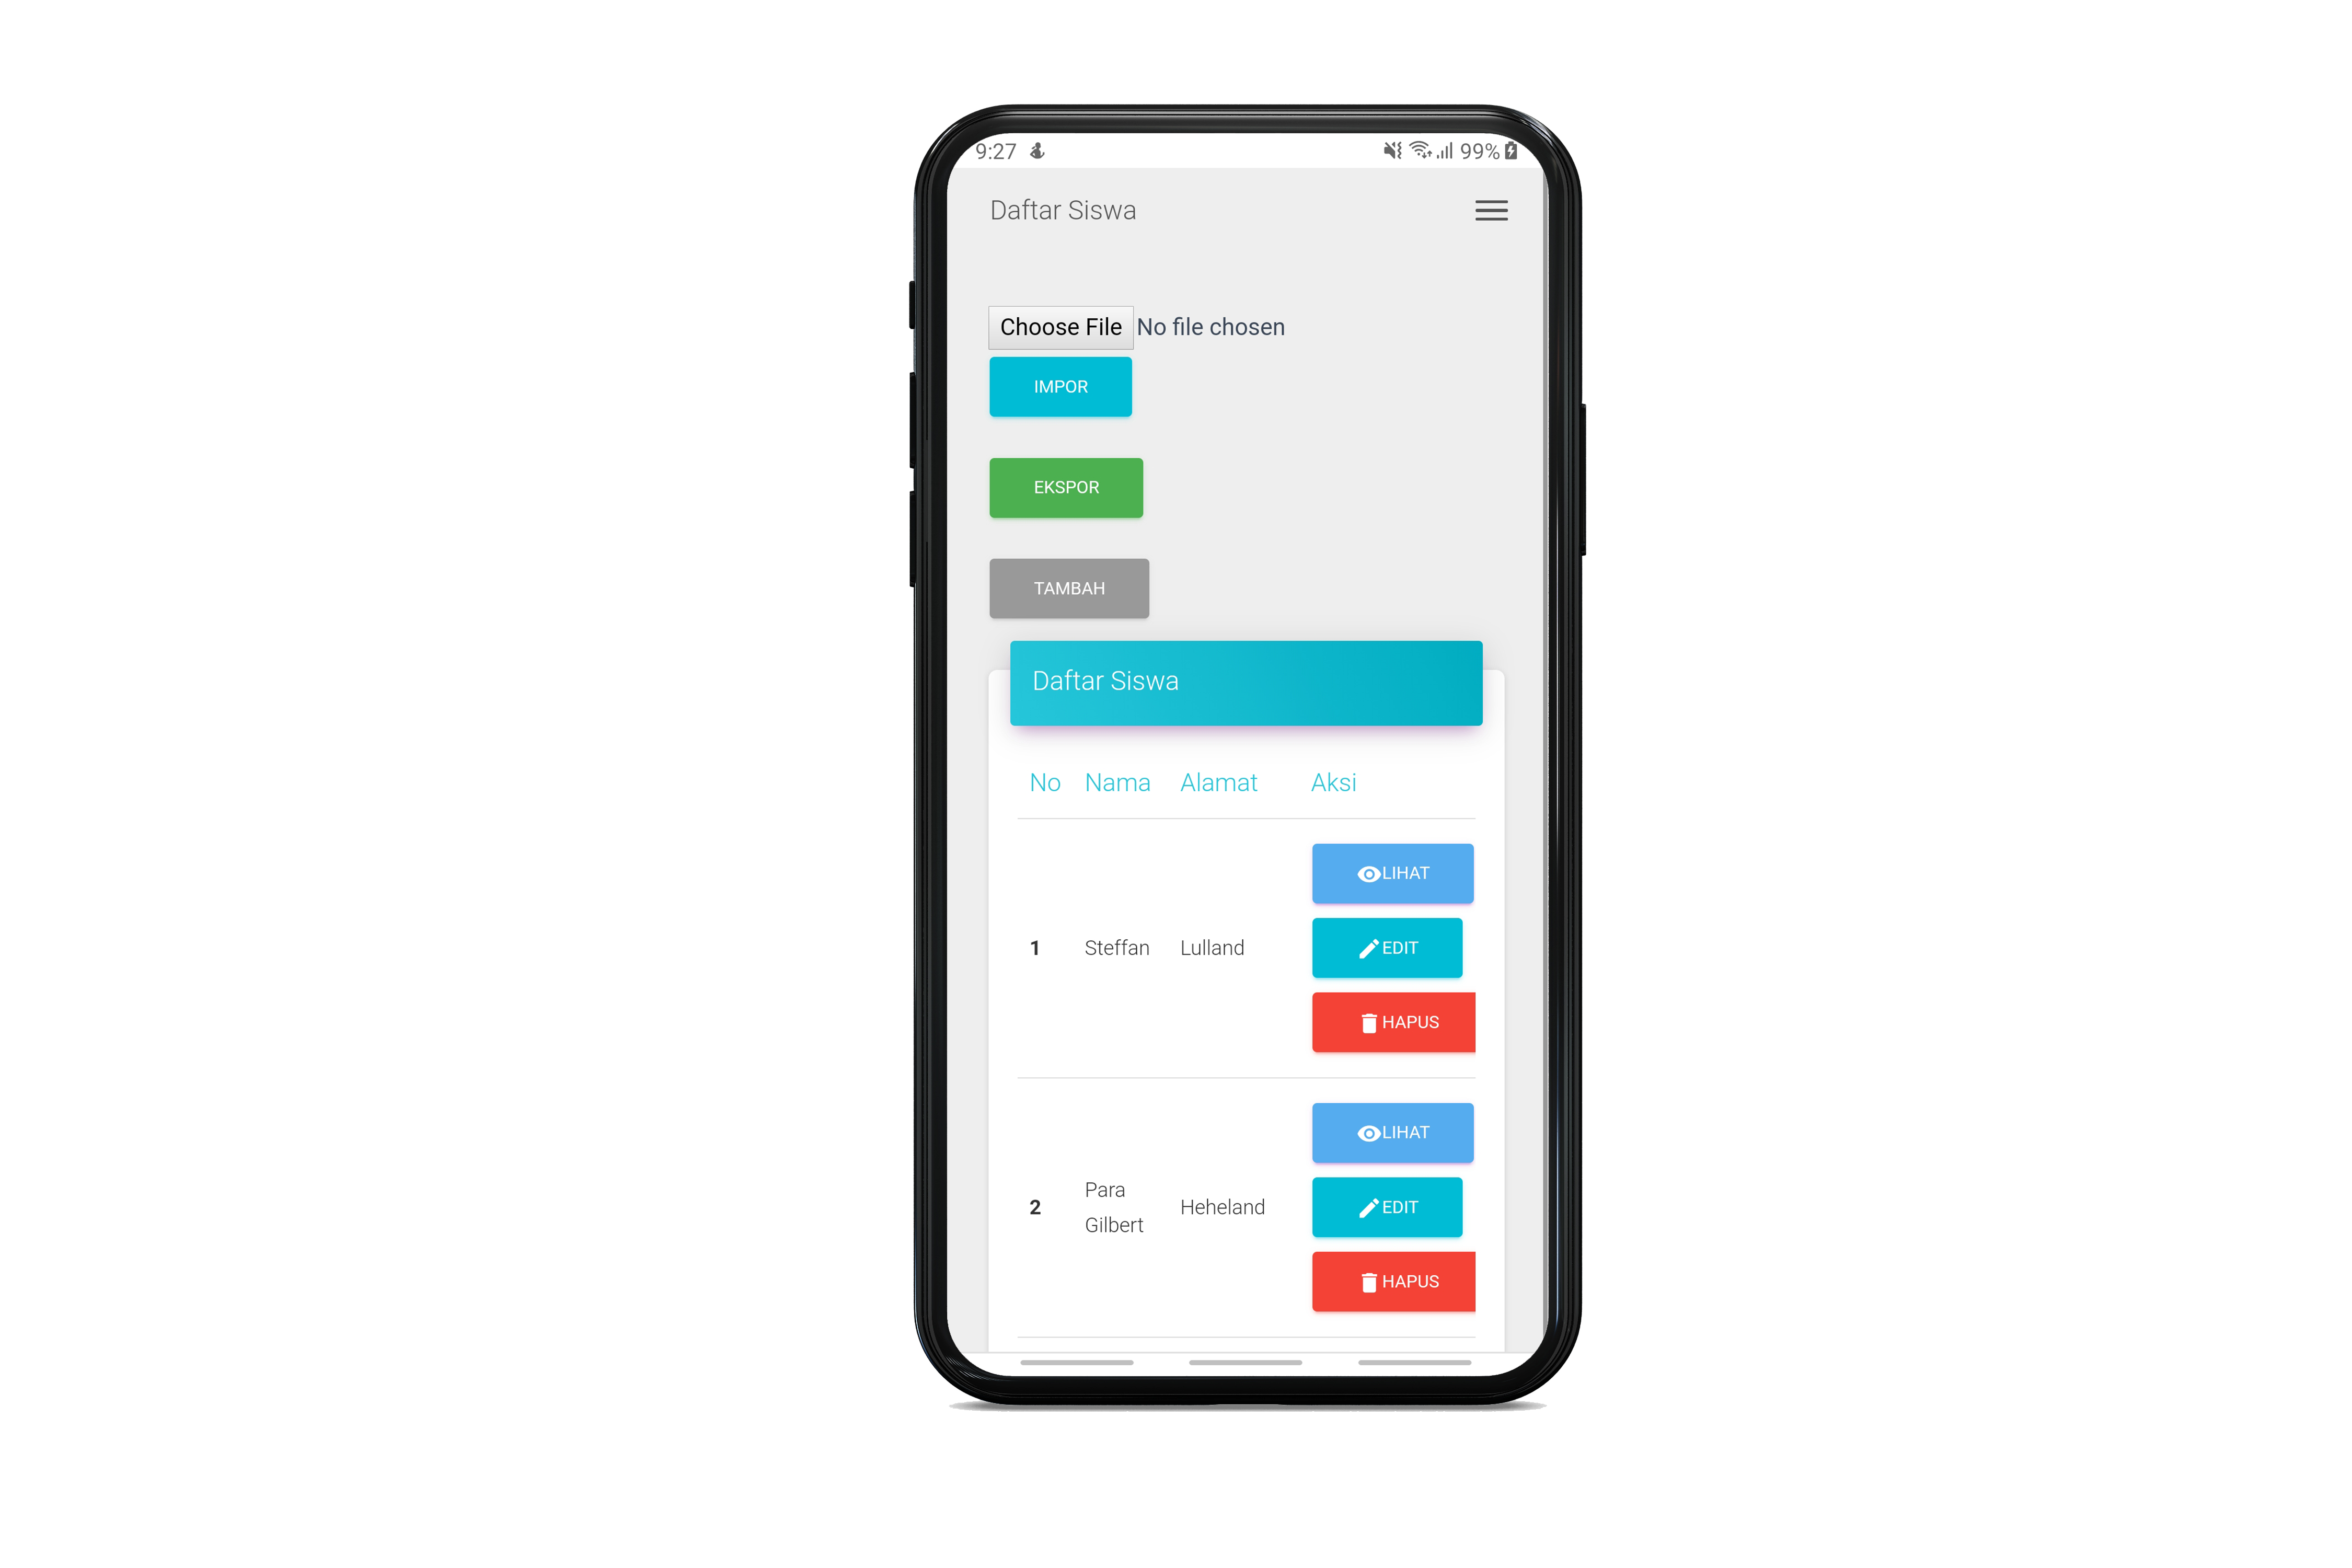 9:27 99%
Daftar Siswa
Choose File No file chosen
IMPOR
EKSPOR
TAMBAH
Daftar Siswa
No Nama Alamat Aksi
LIHAT
1 Steffan Lulland EDIT
HAPUS
LIHAT
2 Para Gilbert Heheland EDIT
HAPUS